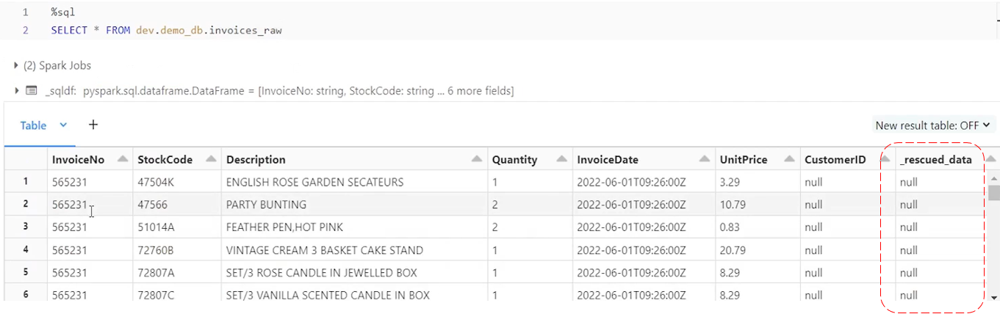 1 %sql
2 SELECT * FROM dev.demo_db.invoices_raw
(2) Spark Jobs
_sqldf: pyspark.sql.dataframe.DataFrame = [InvoiceNo: string, StockCode: string ... 6 more fields]
Table +
New result table: OFF
InvoiceNo StockCode Description Quantity InvoiceDate UnitPrice CustomerID _rescued_data
1 565231 47504K ENGLISH ROSE GARDEN SECATEURS 1 2022-06-01T09:26:00Z 3.29 null null
2 565231 47566 PARTY BUNTING 2 2022-06-01T09:26:00Z 10.79 null null
3 565231 51014A FEATHER PEN,HOT PINK 2 2022-06-01T09:26:00Z 0.83 null null
4 565231 72760B VINTAGE CREAM 3 BASKET CAKE STAND 1 2022-06-01T09:26:00Z 20.79 null null
5 565231 72807A SET/3 ROSE CANDLE IN JEWELLED BOX 1 2022-06-01T09:26:00Z 8.29 null null
6 565231 72807C SET/3 VANILLA SCENTED CANDLE IN BOX 1 2022-06-01T09:26:00Z 8.29 null null